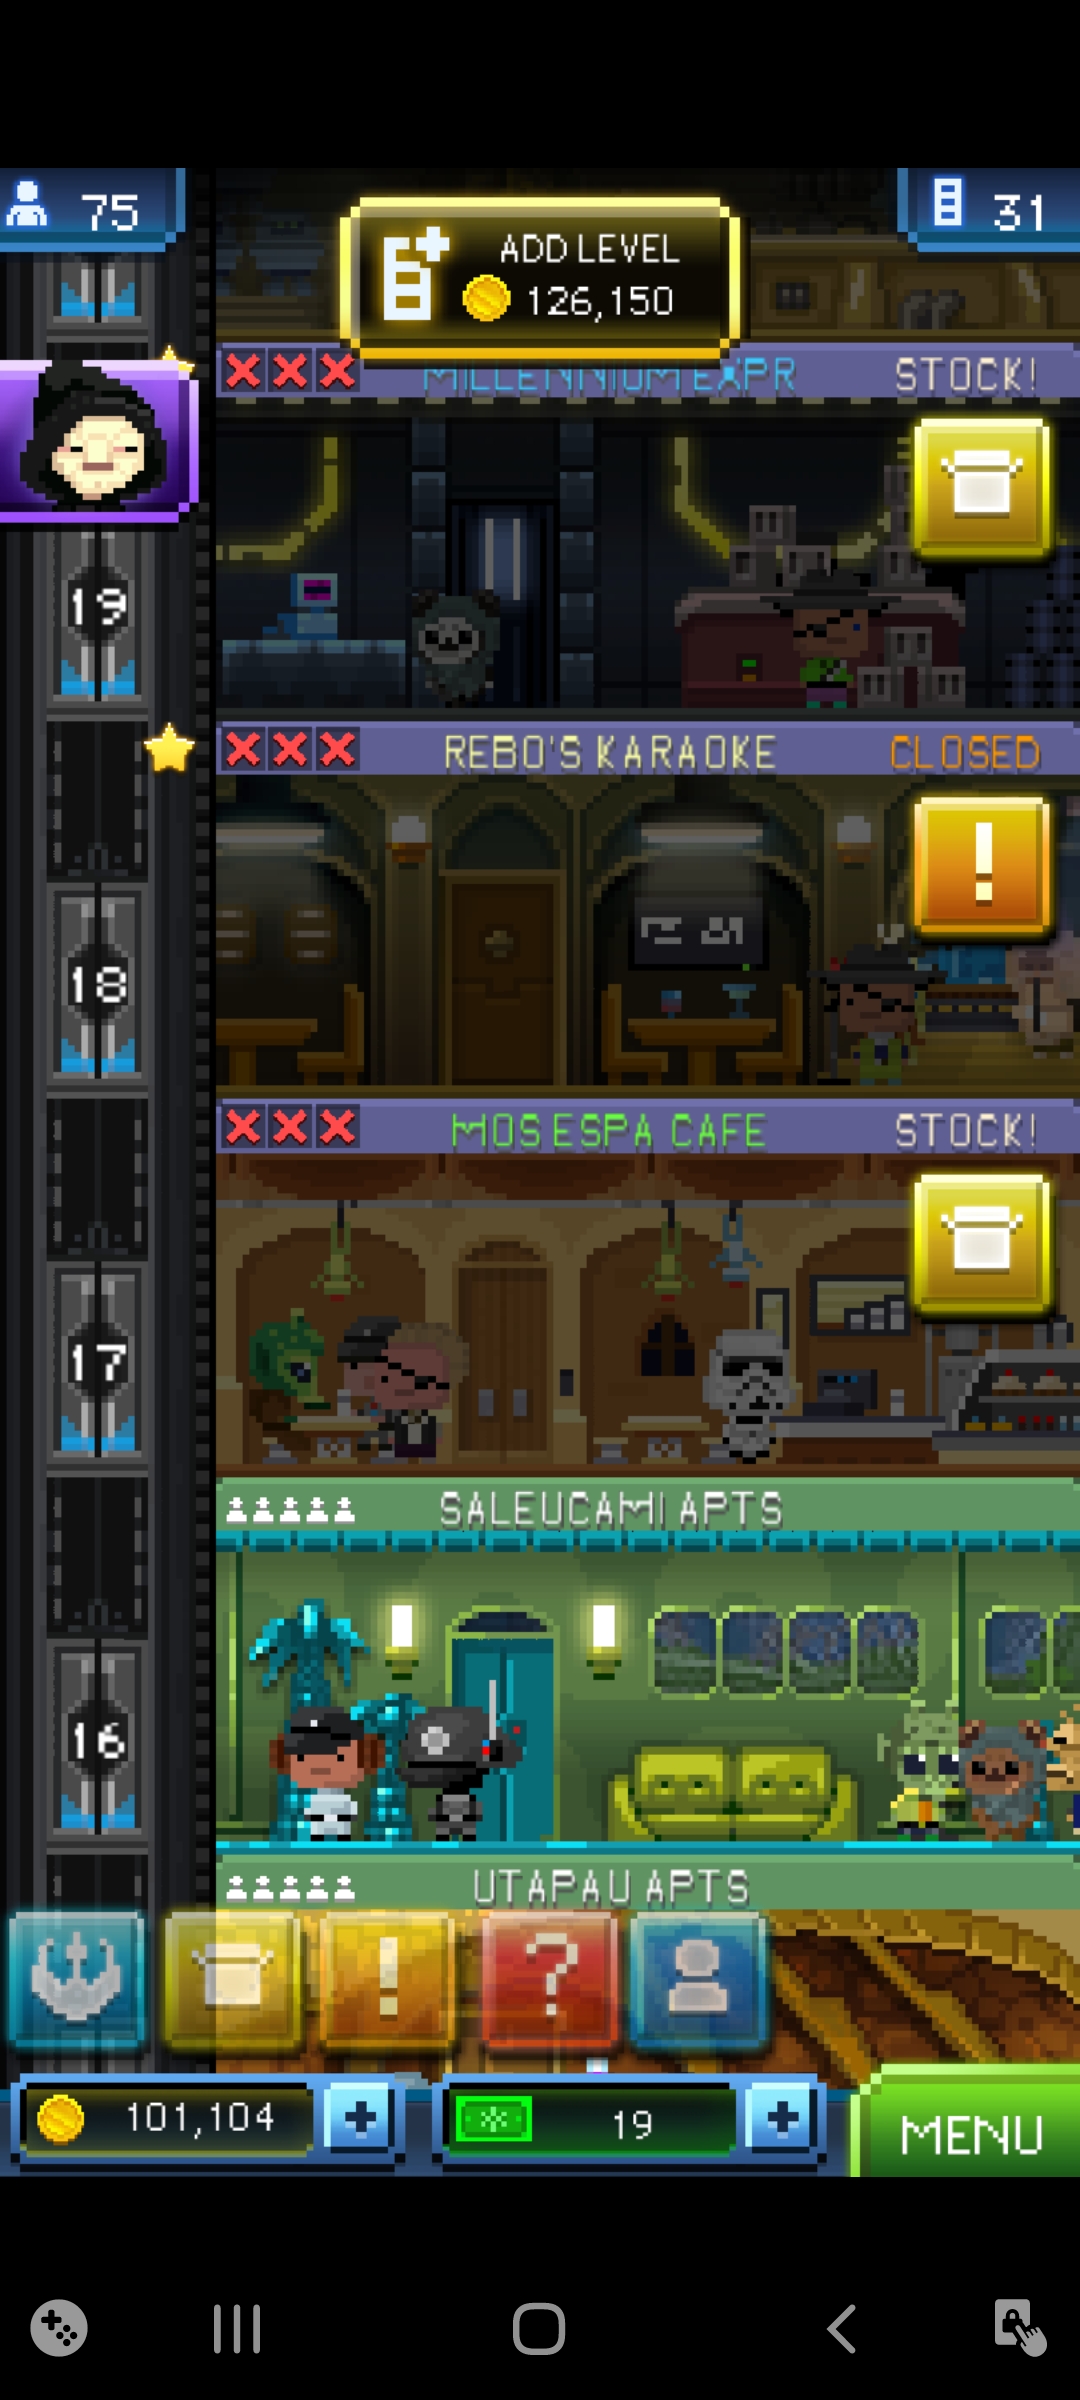 75
ADD LEVEL
126,150
31
MILLENNIUM EXPR
STOCK!
19
REBO'S KARAOKE
CLOSED
!
18
MOS ESPA CAFE
STOCK!
17
SALEUCAMI APTS
16
UTAPAU APTS
! ?
101,104 + 19 + MENU